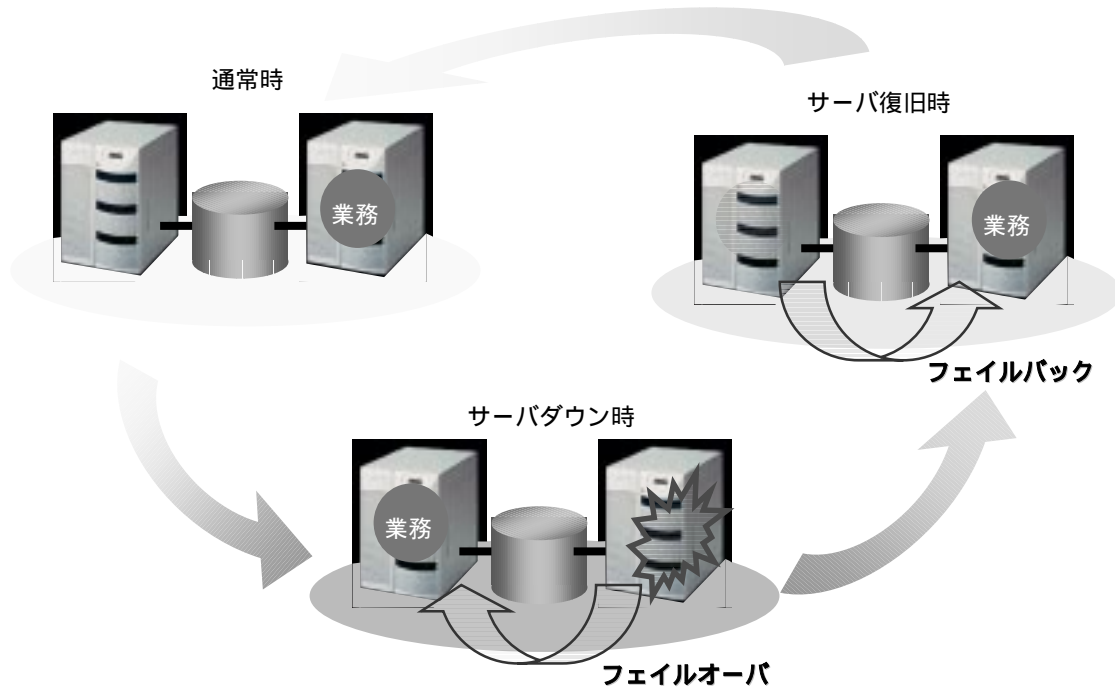 通常時
業務
サーバ復旧時
業務
フェイルバック
サーバダウン時
業務
フェイルオーバ